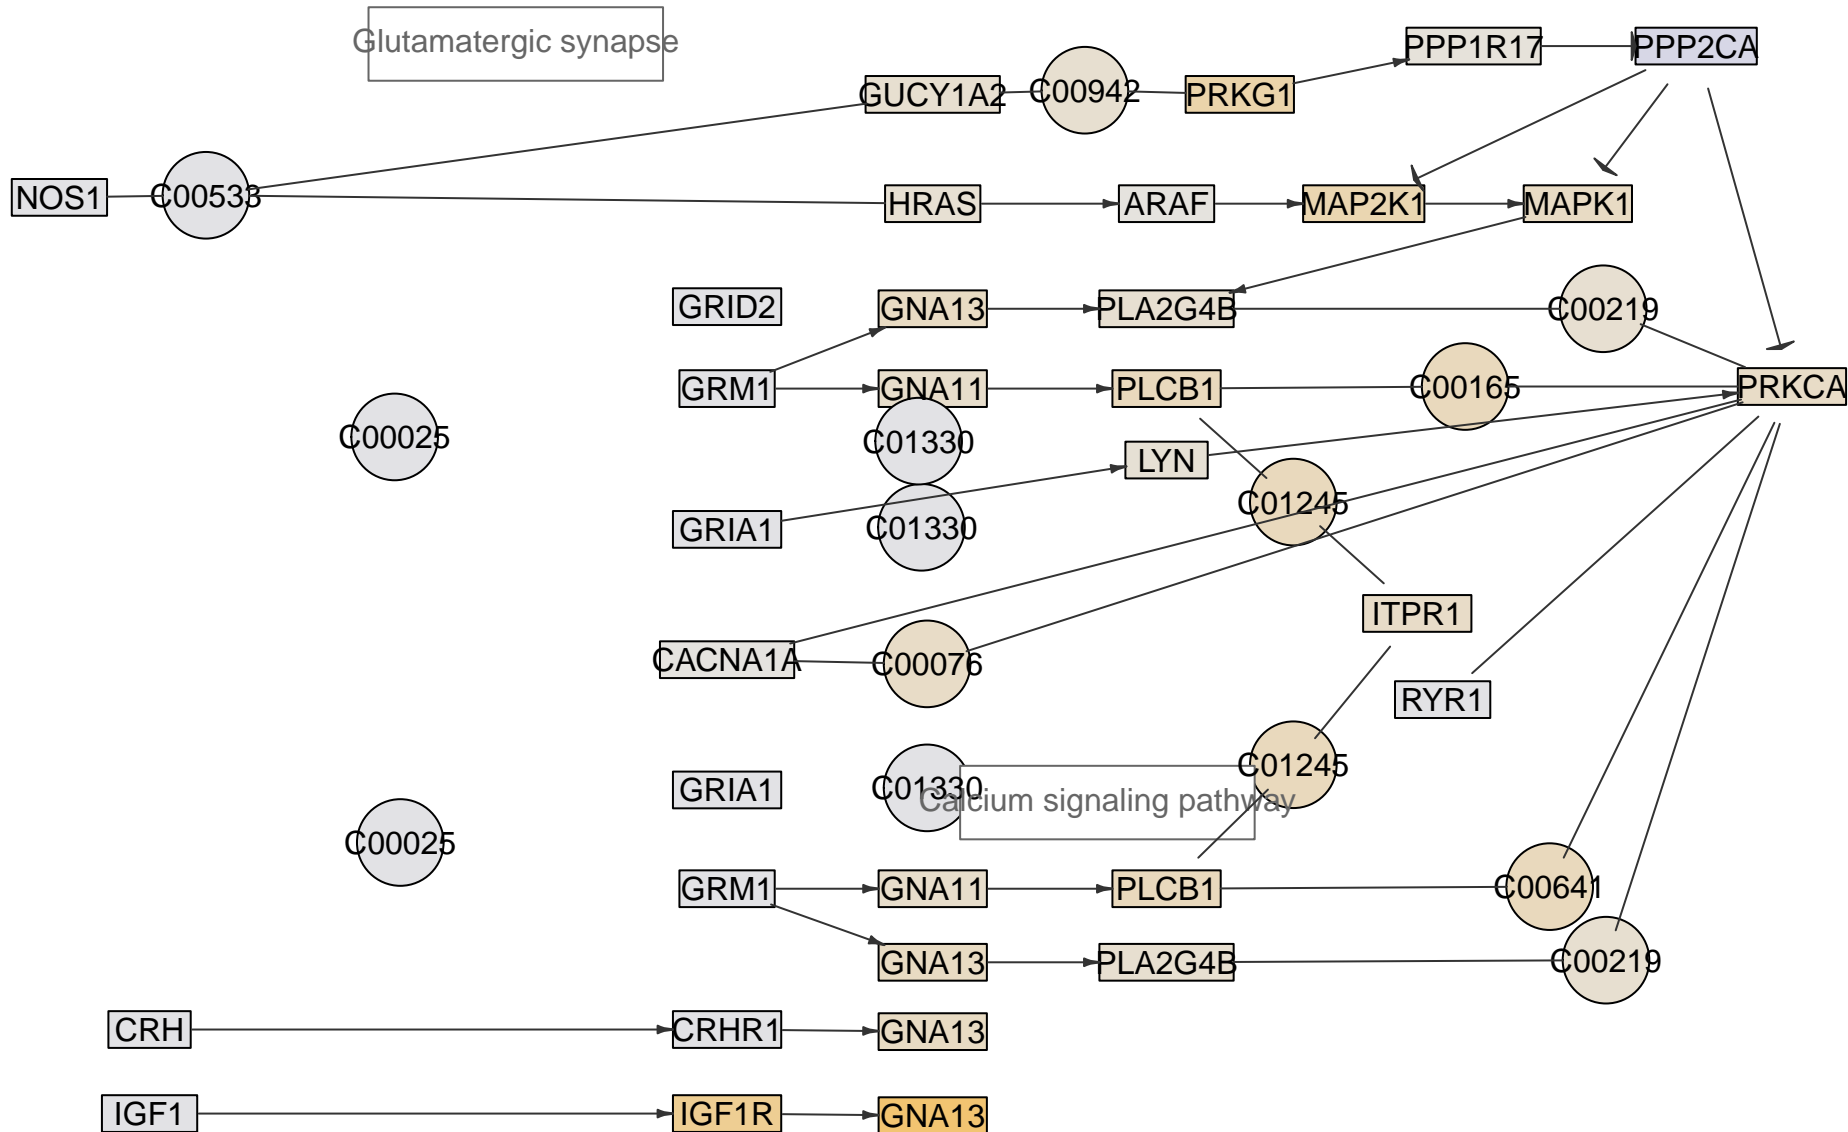 Glutamatergic synapse
PPP1R17
PPP2CA
GUCY1A2
C00942
PRKG1
NOS1
C00533
HRAS
ARAF
MAP2K1
MAPK1
GRID2
GNA13
PLA2G4B
C00219
GRM1
GNA11
PLCB1
C00165
PRKCA
C00025
C01330
LYN
GRIA1
C01330
C01245
ITPR1
CACNA1A
C00076
RYR1
GRIA1
C01330
Calcium signaling pathway
C01245
C00025
GRM1
GNA11
PLCB1
C00641
GNA13
PLA2G4B
C00219
CRH
CRHR1
GNA13
IGF1
IGF1R
GNA13